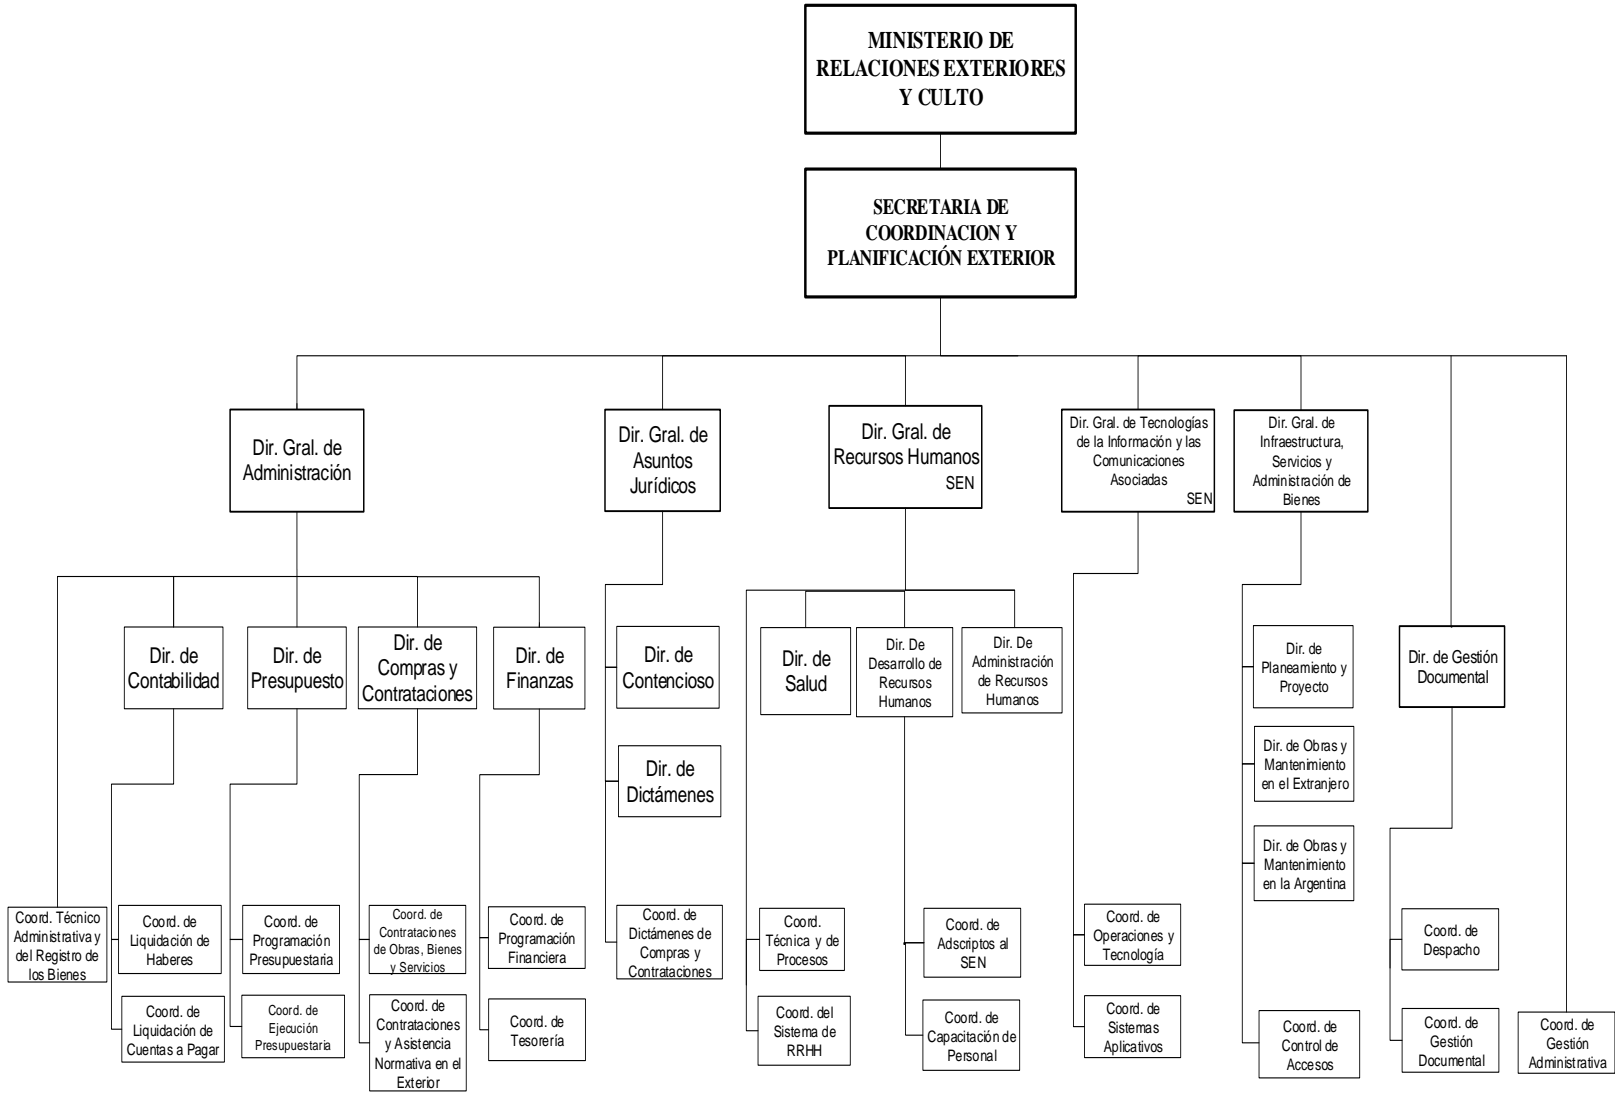 MINISTERIO DE
RELACIONES EXTERIORES
Y CULTO
SECRETARIA DE
COORDINACION Y
PLANIFICACIÓN EXTERIOR
Dir. Gral. de
Administración
Dir. Gral. de
Asuntos
Jurídicos
Dir. Gral. de
Recursos Humanos
SEN
Dir. Gral. de Tecnologías
de la Información y las
Comunicaciones
Asociadas
SEN
Dir. Gral. de
Infraestructura,
Servicios y
Administración de
Bienes
Dir. de
Contabilidad
Dir. de
Presupuesto
Dir. de
Compras y
Contrataciones
Dir. de
Finanzas
Dir. de
Contencioso
Dir. de
Salud
Dir. De
Desarrollo de
Recursos
Humanos
Dir. De
Administración
de Recursos
Humanos
Dir. de
Planeamiento y
Proyecto
Dir. de Gestión
Documental
Dir. de
Dictámenes
Dir. de Obras y
Mantenimiento
en el Extranjero
Dir. de Obras y
Mantenimiento
en la Argentina
Coord. Técnico
Administrativa y
del Registro de
los Bienes
Coord. de
Liquidación de
Haberes
Coord. de
Programación
Presupuestaria
Coord. de
Contrataciones
de Obras, Bienes
y Servicios
Coord. de
Programación
Financiera
Coord. de
Dictámenes de
Compras y
Contrataciones
Coord.
Técnica y de
Procesos
Coord. de
Adscriptos al
SEN
Coord. de
Operaciones y
Tecnología
Coord. de
Despacho
Coord. de
Liquidación de
Cuentas a Pagar
Coord. de
Ejecución
Presupuestaria
Coord. de
Contrataciones
y Asistencia
Normativa en el
Exterior
Coord. de
Tesorería
Coord. del
Sistema de
RRHH
Coord. de
Capacitación de
Personal
Coord. de
Sistemas
Aplicativos
Coord. de
Control de
Accesos
Coord. de
Gestión
Documental
Coord. de
Gestión
Administrativa